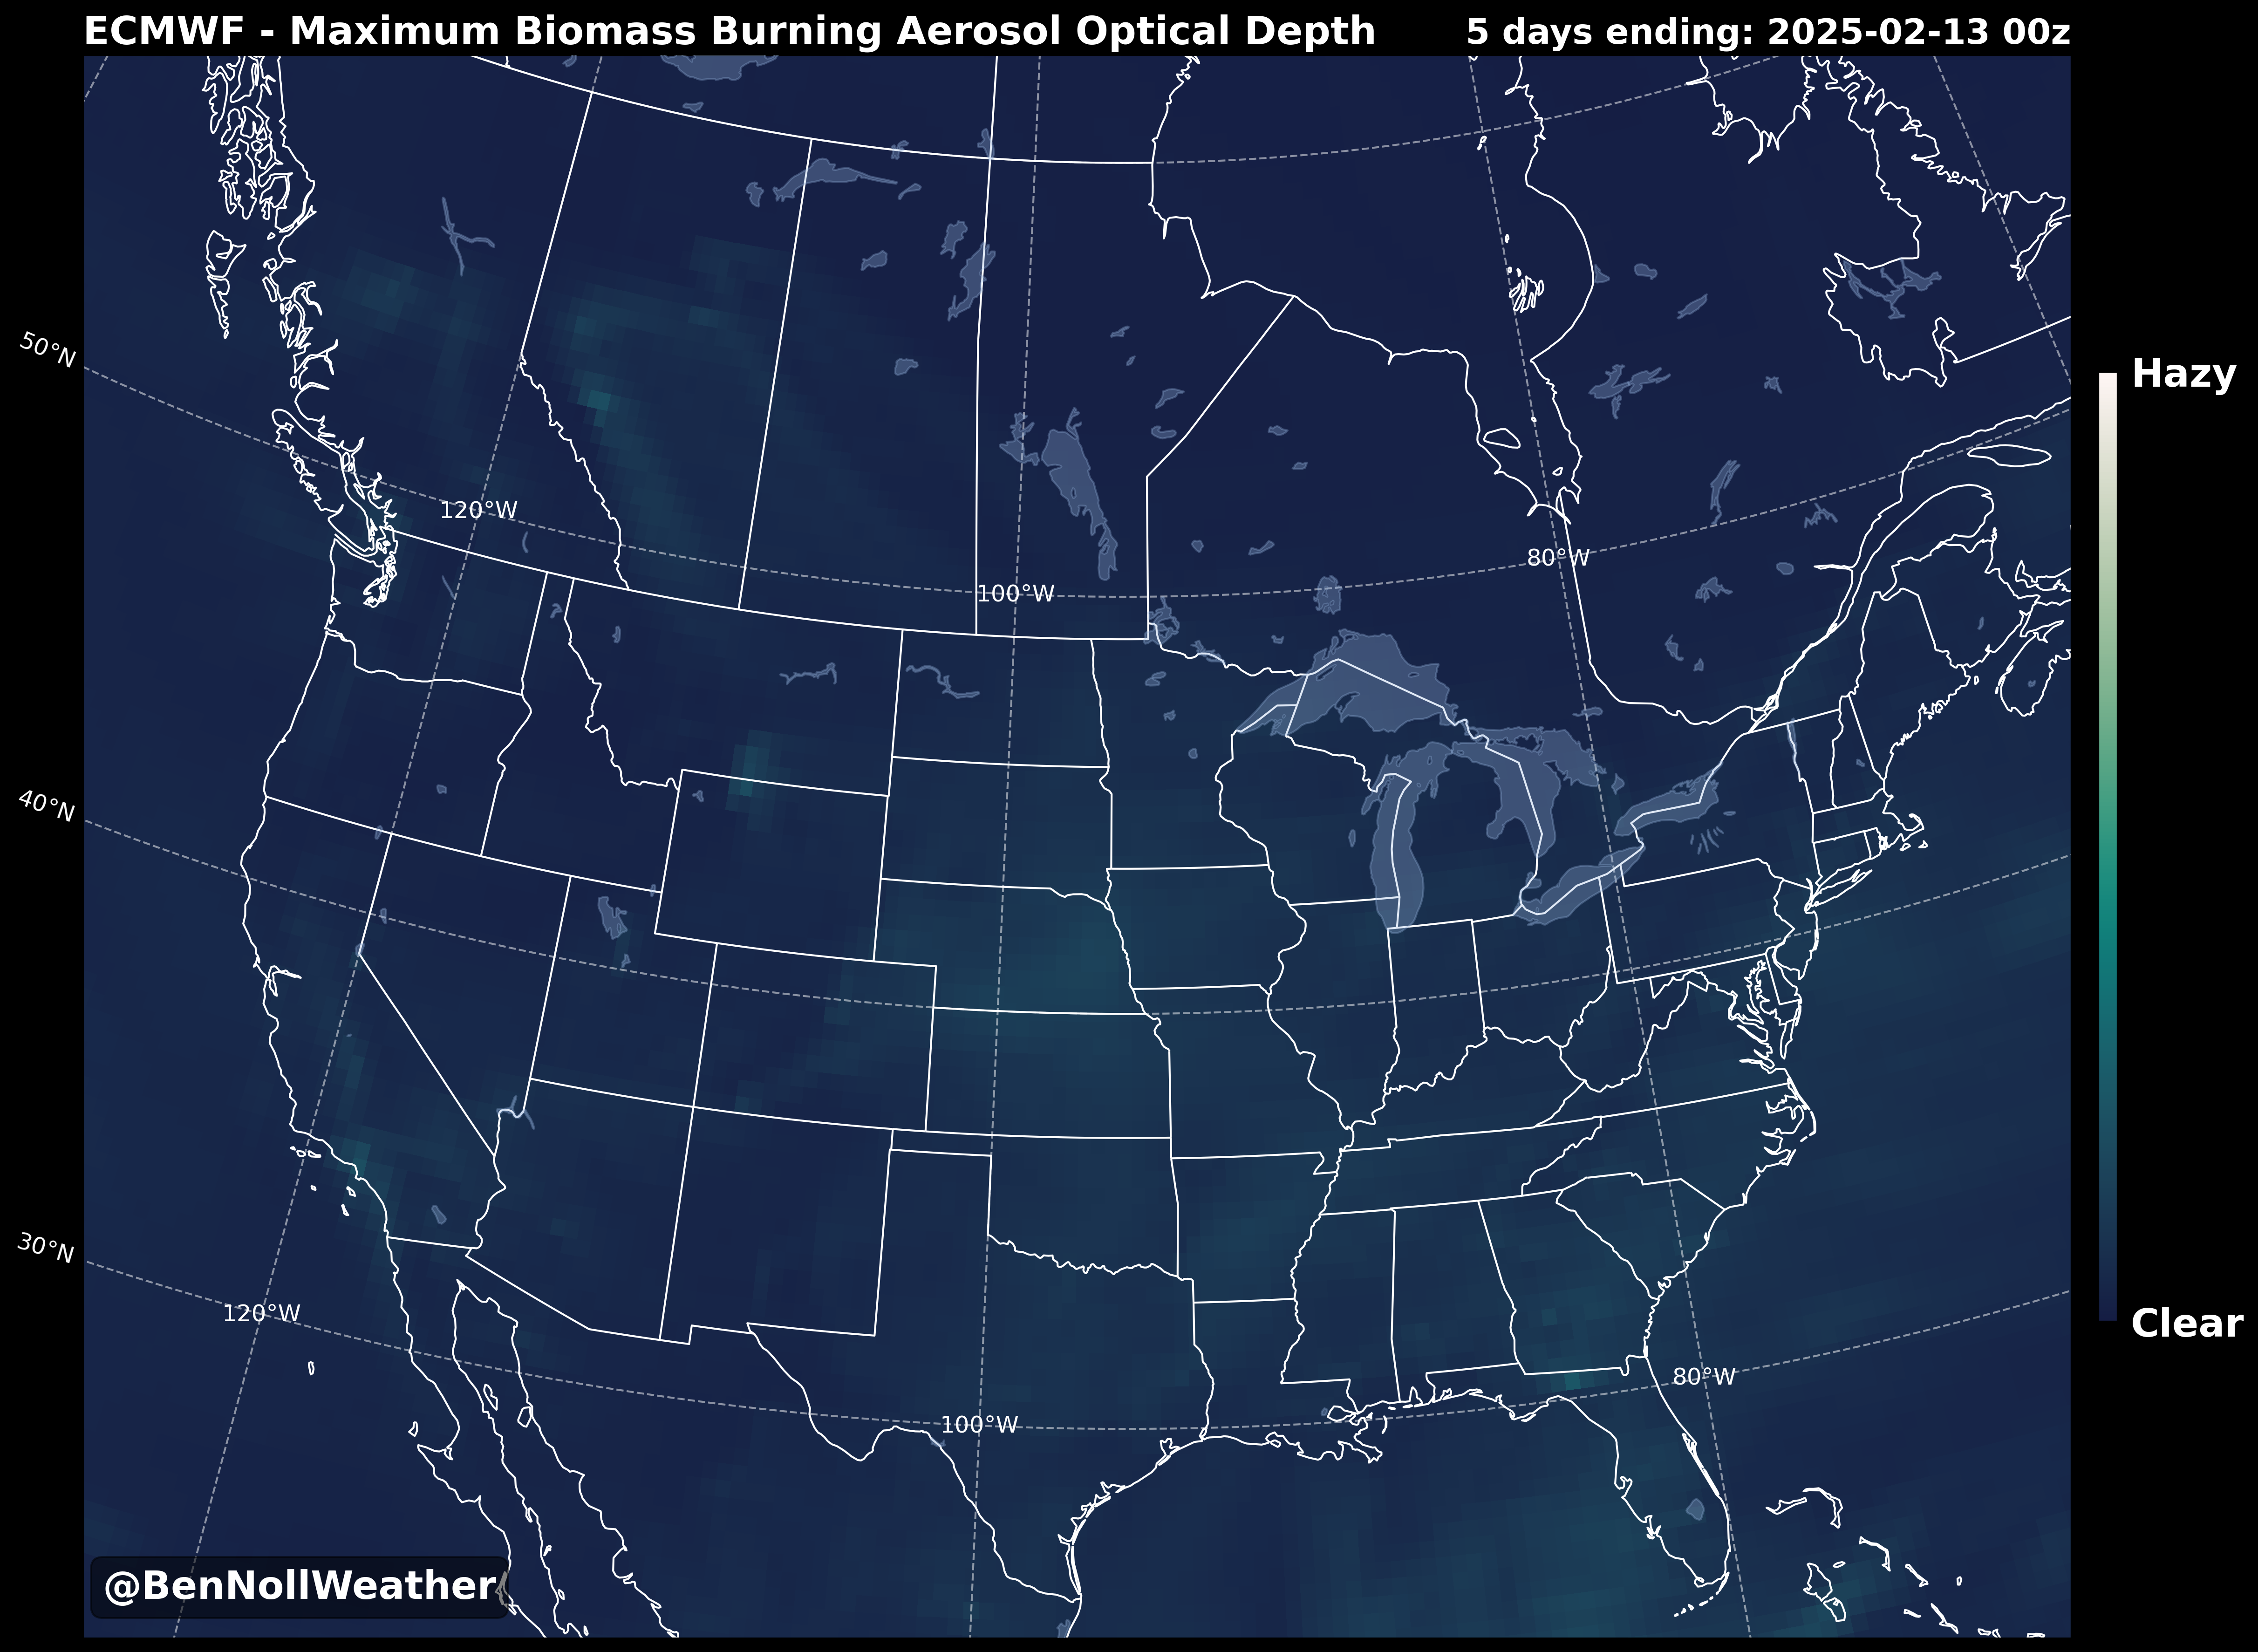 ECMWF - Maximum Biomass Burning Aerosol Optical Depth
5 days ending: 2025-02-13 00z
50°N
Hazy
120°W
80°W
100°W
40°N
30°N
120°W
Clear
80°W
100°W
@BenNollWeather